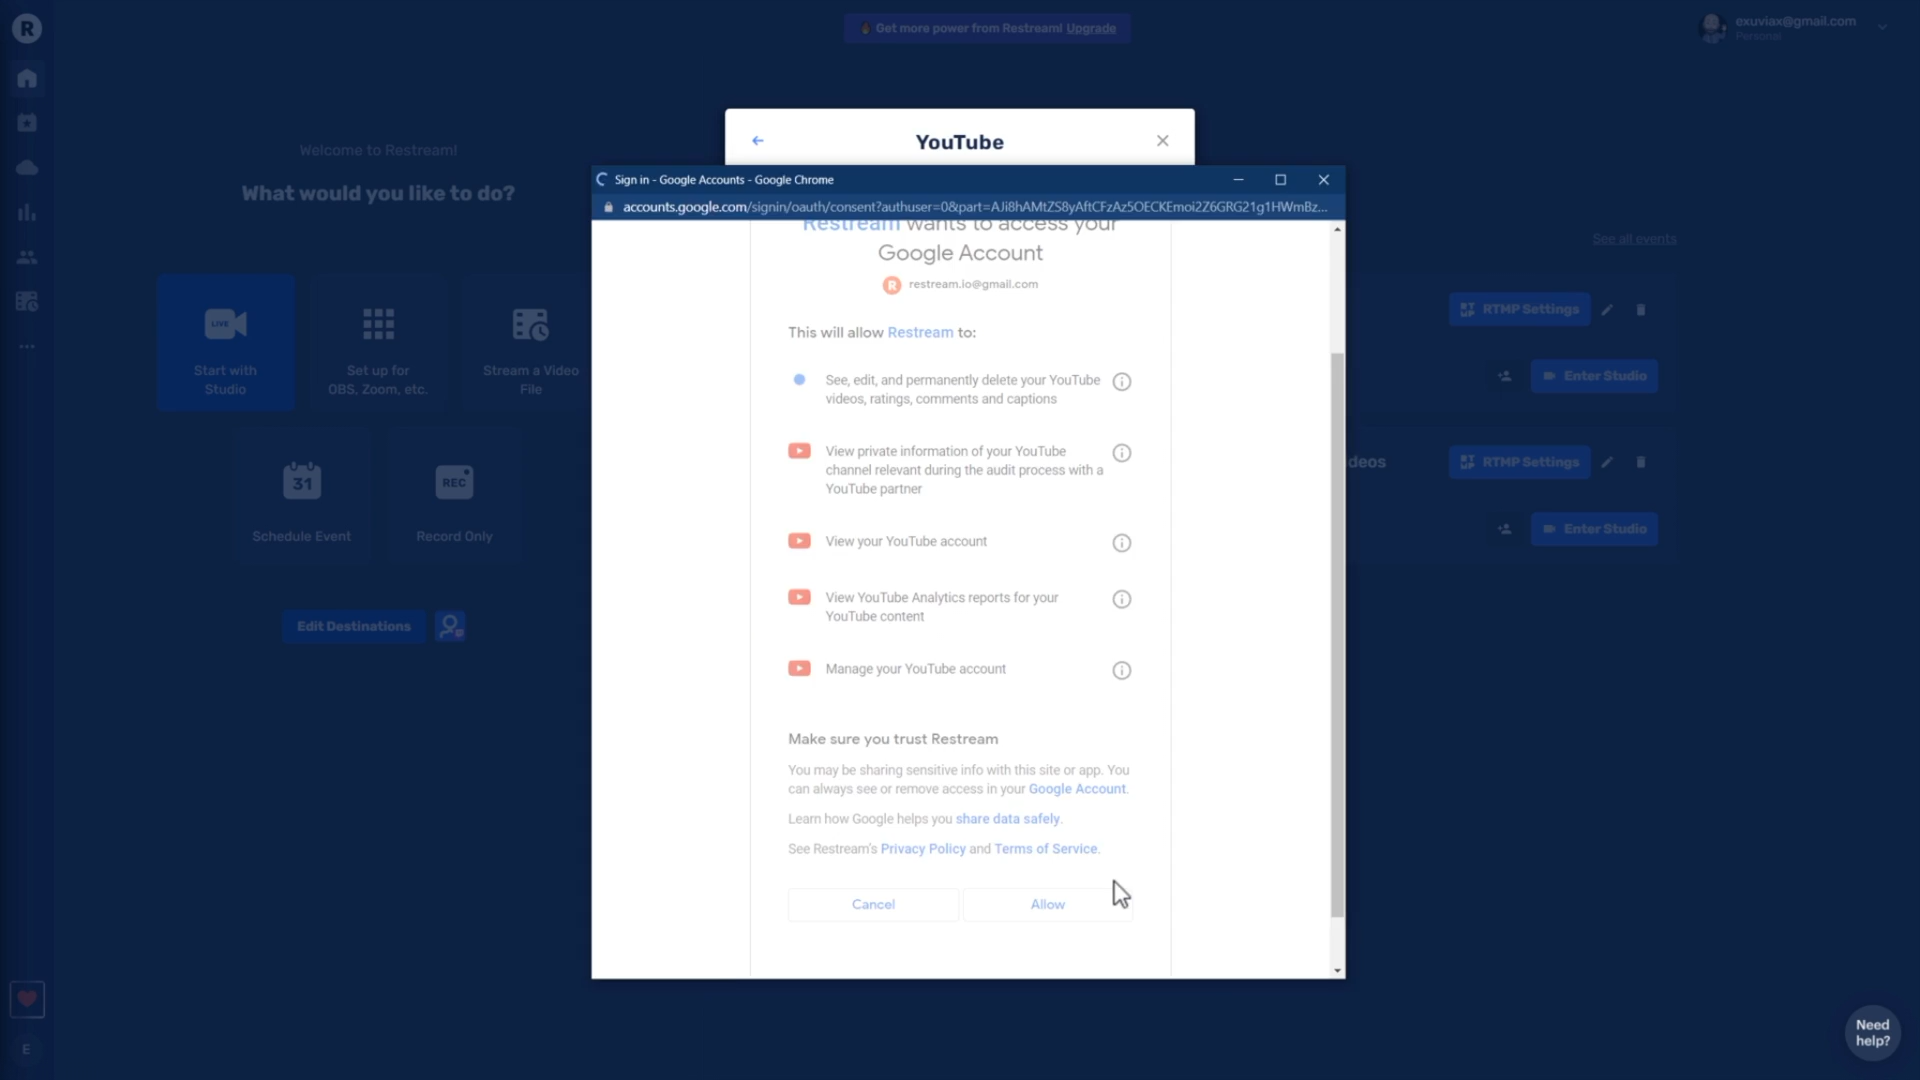 R
Get more power from Restream! Upgrade
exuviax@gmail.com
Personal
Welcome to Restream!
What would you like to do?
LIVE
Start with
Studio
Set up for
OBS, Zoom, etc.
Stream a Video
File
31
Schedule Event
REC
Record Only
Edit Destinations
YouTube
Sign in - Google Accounts - Google Chrome
accounts.google.com/signin/oauth/consent?authuser=0&part=AJi8hAMtZS8yAftCFzAz5OECKEmoi2Z6GRG21g1HWmBz...
Restream wants to access your
Google Account
R restream.io@gmail.com
This will allow Restream to:
See, edit, and permanently delete your YouTube
videos, ratings, comments and captions
View private information of your YouTube
channel relevant during the audit process with a
YouTube partner
View your YouTube account
View YouTube Analytics reports for your
YouTube content
Manage your YouTube account
Make sure you trust Restream
You may be sharing sensitive info with this site or app. You
can always see or remove access in your Google Account.
Learn how Google helps you share data safely.
See Restream's Privacy Policy and Terms of Service.
Cancel
Allow
See all events
RTMP Settings
Enter Studio
deos
RTMP Settings
Enter Studio
E
Need
help?